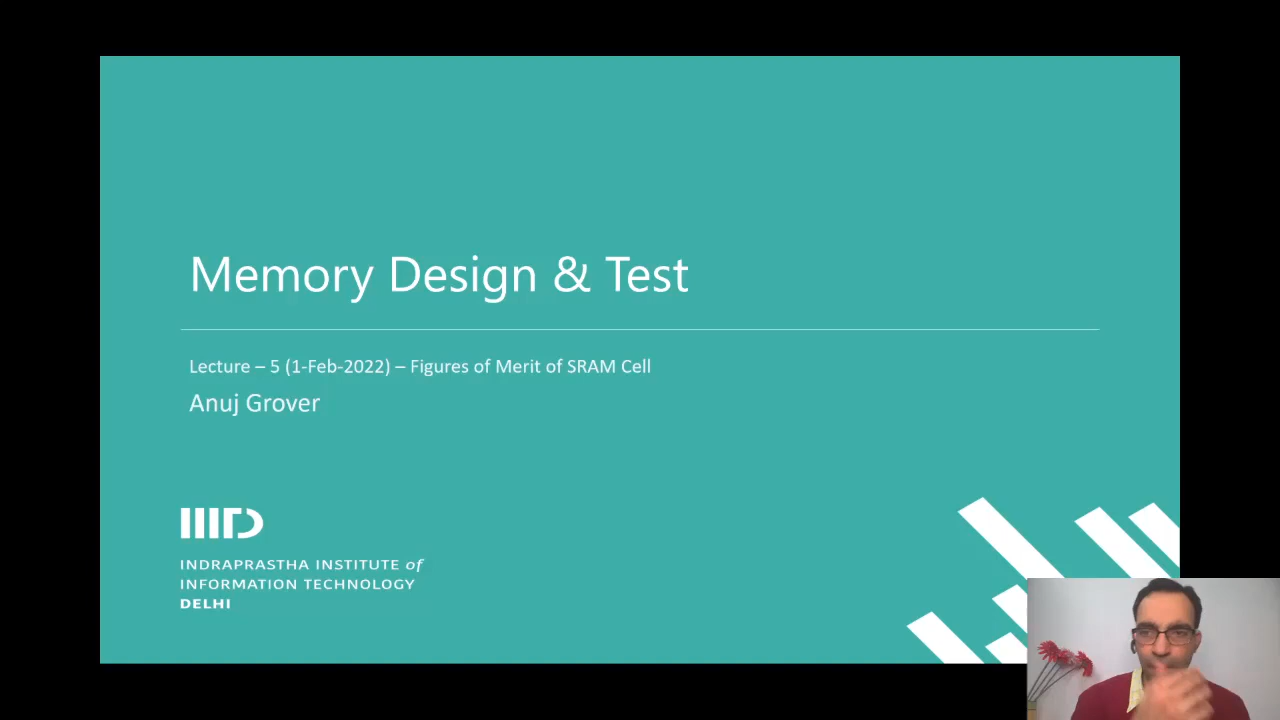 Memory Design & Test
Lecture – 5 (1-Feb-2022) – Figures of Merit of SRAM Cell
Anuj Grover
IIITD
INDRAPRASTHA INSTITUTE of
INFORMATION TECHNOLOGY
DELHI